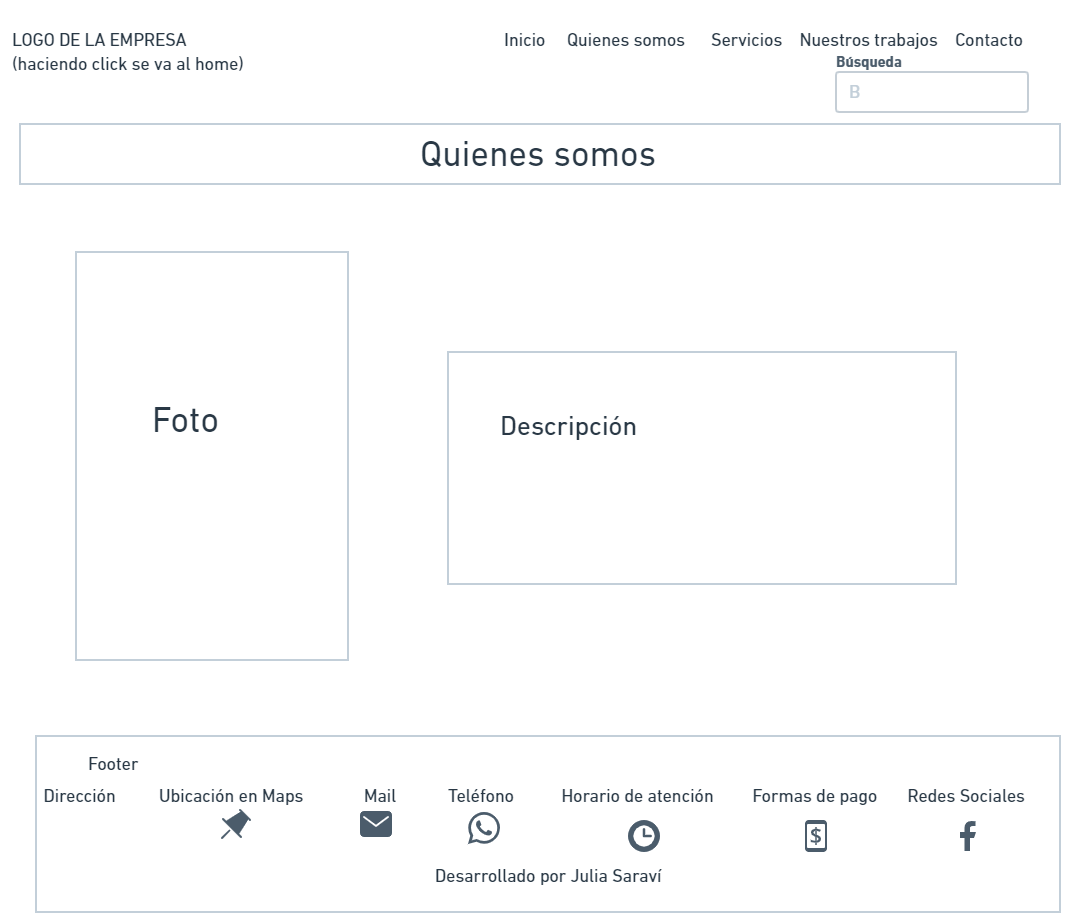 LOGO DE LA EMPRESA
(haciendo click se va al home)
Inicio Quienes somos Servicios Nuestros trabajos Contacto
Búsqueda
B
Quienes somos
Foto
Descripción
Footer
Dirección Ubicación en Maps Mail Teléfono Horario de atención Formas de pago Redes Sociales
$
Desarrollado por Julia Saraví